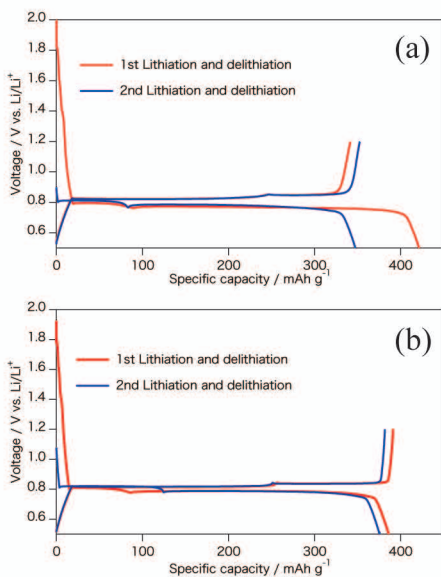 (a)
2.0
1.8
1.6
1.4
1.2
1.0
0.8
0.6
Voltage / V vs. Li/Li+
1st Lithiation and delithiation
2nd Lithiation and delithiation
0 100 200 300 400
Specific capacity / mAh g-1
(b)
2.0
1.8
1.6
1.4
1.2
1.0
0.8
0.6
Voltage / V vs. Li/Li+
1st Lithiation and delithiation
2nd Lithiation and delithiation
0 100 200 300 400
Specific capacity / mAh g-1